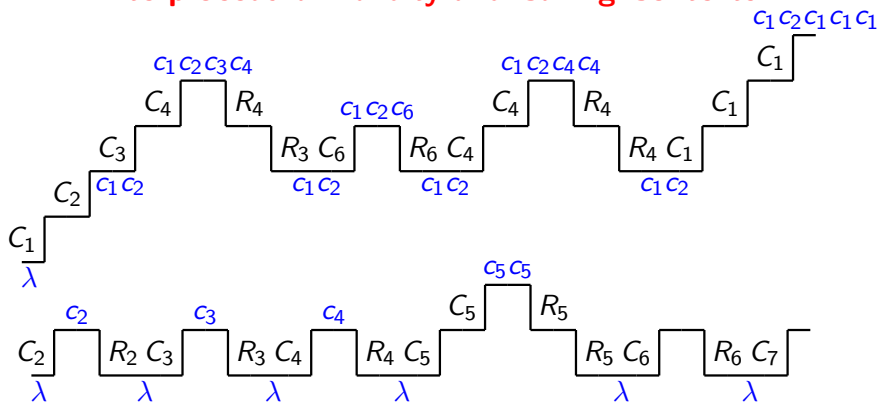 c₁c₂c₁c₁c₁
c₁c₂c₃c₄ c₁c₂c₄c₄ C₁
C₄ R₄ c₁c₂c₆ C₄ R₄ C₁
C₃ R₃ C₆ R₆ C₄ R₄ C₁
C₂ c₁c₂ c₁c₂ c₁c₂ c₁c₂
C₁
λ
c₅c₅
c₂ c₃ c₄ C₅ R₅
C₂ R₂ C₃ R₃ C₄ R₄ C₅ R₅ C₆ R₆ C₇
λ λ λ λ λ λ